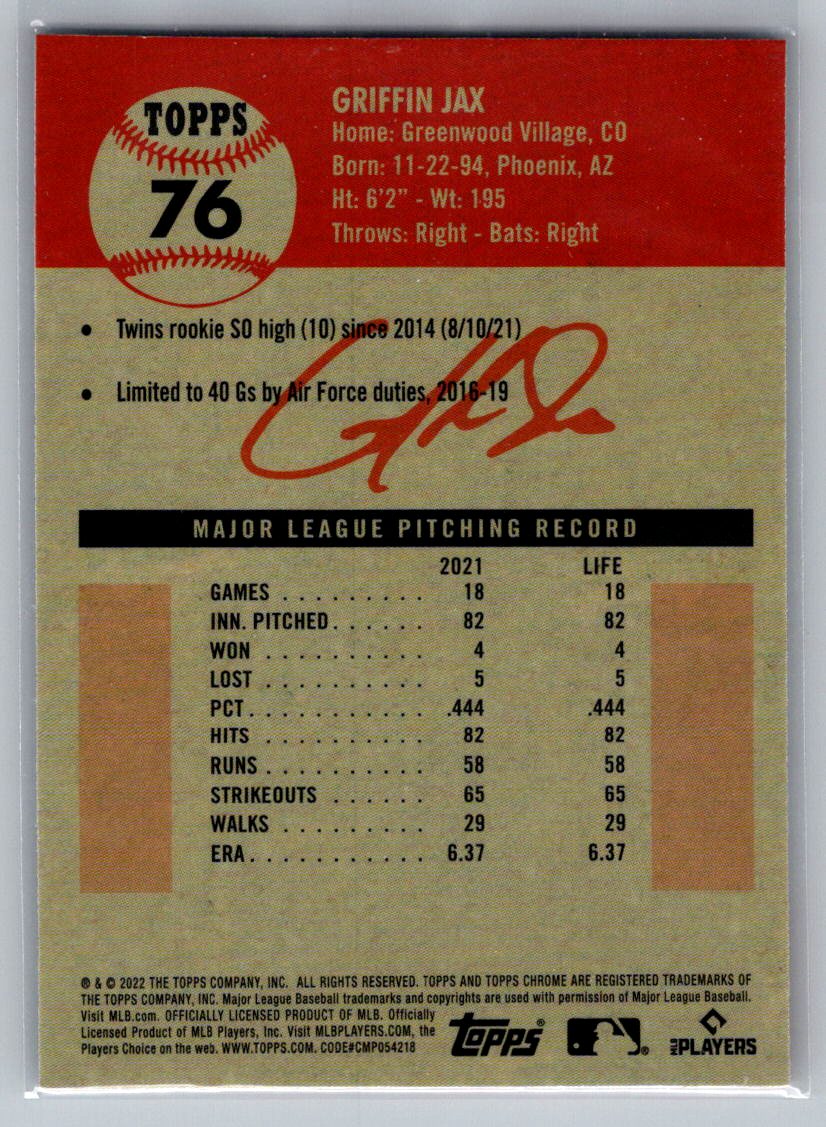 TOPPS
76
GRIFFIN JAX
Home: Greenwood Village, CO
Born: 11-22-94, Phoenix, AZ
Ht: 6'2" - Wt: 195
Throws: Right - Bats: Right
• Twins rookie SO high (10) since 2014 (8/10/21)
• Limited to 40 Gs by Air Force duties, 2016-19
MAJOR LEAGUE PITCHING RECORD
2021 LIFE
GAMES . . . . . . . . . 18 18
INN. PITCHED . . . . . . 82 82
WON . . . . . . . . . . 4 4
LOST . . . . . . . . . . 5 5
PCT . . . . . . . . . . . .444 .444
HITS . . . . . . . . . . 82 82
RUNS . . . . . . . . . . 58 58
STRIKEOUTS . . . . . . 65 65
WALKS . . . . . . . . . 29 29
ERA . . . . . . . . . . . 6.37 6.37
® & © 2022 THE TOPPS COMPANY, INC. ALL RIGHTS RESERVED. TOPPS AND TOPPS CHROME ARE REGISTERED TRADEMARKS OF
THE TOPPS COMPANY, INC. Major League Baseball trademarks and copyrights are used with permission of Major League Baseball.
Visit MLB.com. OFFICIALLY LICENSED PRODUCT OF MLB. Officially
Licensed Product of MLB Players, Inc. Visit MLBPLAYERS.COM, the
Players Choice on the web. WWW.TOPPS.COM. CODE#CMP054218
TOPPS® ® MLB PLAYERS